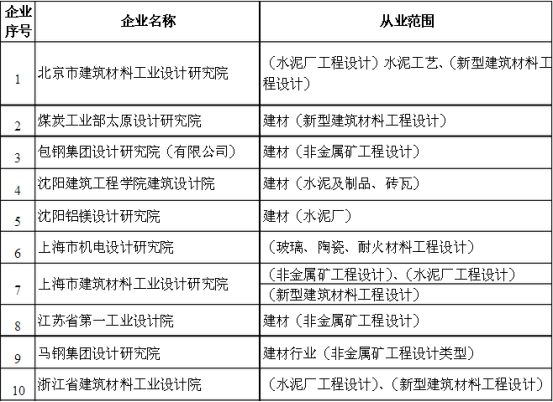 企业序号 企业名称 从业范围
1 北京市建筑材料工业设计研究院 （水泥厂工程设计）水泥工艺、（新型建筑材料工程设计）
2 煤炭工业部太原设计研究院 建材（新型建筑材料工程设计）
3 包钢集团设计研究院（有限公司） 建材（非金属矿工程设计）
4 沈阳建筑工程学院建筑设计院 建材（水泥及制品、砖瓦）
5 沈阳铝镁设计研究院 建材（水泥厂）
6 上海市机电设计研究院 （玻璃、陶瓷、耐火材料工程设计）
7 上海市建筑材料工业设计研究院 （非金属矿工程设计）、（水泥厂工程设计）
（新型建筑材料工程设计）
8 江苏省第一工业设计院 建材（非金属矿工程设计）
9 马钢集团设计研究院 建材行业（非金属矿工程设计类型）
10 浙江省建筑材料工业设计院 （水泥厂工程设计）、（新型建筑材料工程设计）